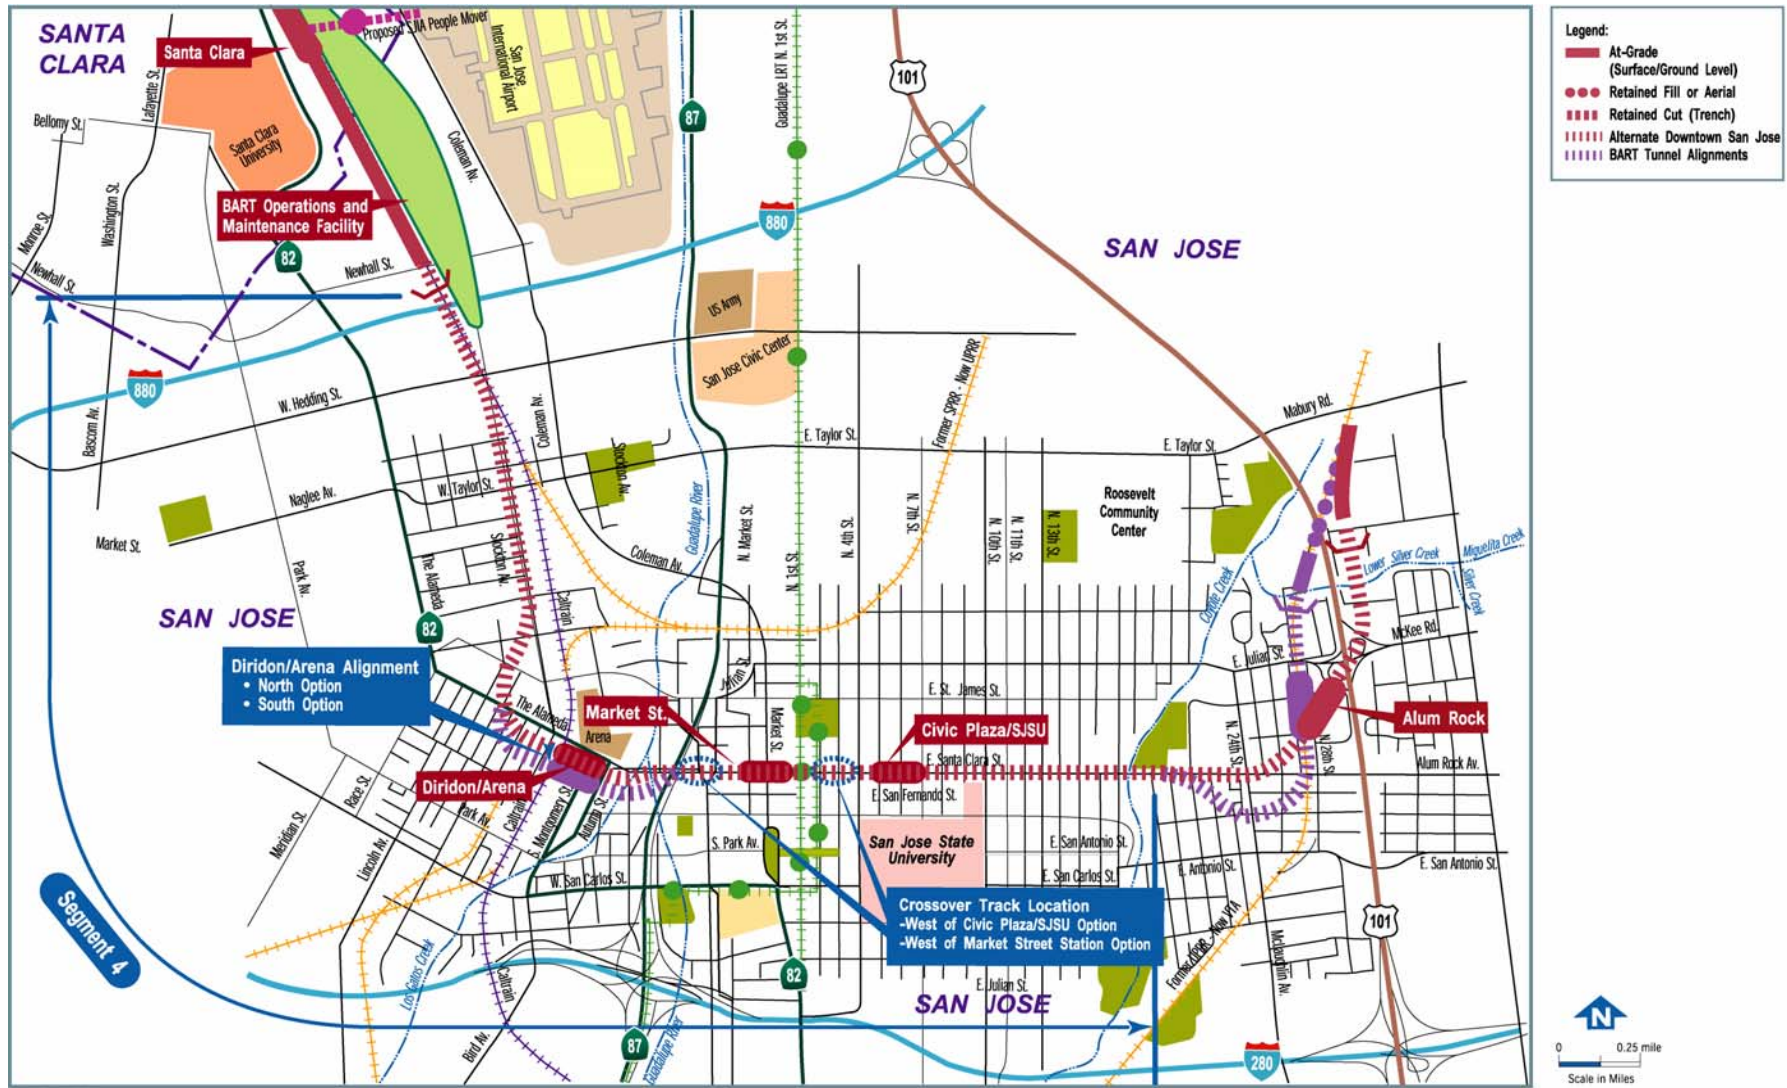 SANTA
CLARA
Santa Clara
Proposed SJIA People Mover
San Jose
International Airport
Lafayette St.
Bellomy St.
Santa Clara
University
Coleman Av.
Washington St.
Monroe St.
BART Operations and
Maintenance Facility
82
Newhall St.
Newhall St.
87
Guadalupe LRT N. 1st St.
101
880
SAN JOSE
US Army
San Jose Civic Center
880
W. Hedding St.
Bascom Av.
Coleman Av.
Former SPRR - Now UPRR
Mabury Rd.
E. Taylor St.
E. Taylor St.
Stockton Av.
W. Taylor St.
Naglee Av.
Market St.
Park Av.
The Alameda
Stockton Av.
Caltrain
Coleman Av.
Guadalupe River
N. Market St.
N. 1st St.
N. 4th St.
N. 7th St.
N. 10th St.
N. 11th St.
N. 13th St.
Roosevelt
Community
Center
Coyote Creek
Lower Silver Creek
Miguelita Creek
Silver Creek
McKee Rd.
E. Julian St.
SAN JOSE
82
Diridon/Arena Alignment
• North Option
• South Option
The Alameda
Arena
Market St.
Julian St.
Market St.
E. St. James St.
Civic Plaza/SJSU
E. Santa Clara St.
E. San Fernando St.
N. 24th St.
N. 28th St.
Alum Rock
Alum Rock Av.
Diridon/Arena
Race St.
Meridian St.
Lincoln Av.
Park Av.
Caltrain
S. Montgomery St.
Autumn St.
S. Park Av.
W. San Carlos St.
San Jose State
University
E. San Antonio St.
E. San Carlos St.
E. Antonio St.
E. San Antonio St.
Crossover Track Location
-West of Civic Plaza/SJSU Option
-West of Market Street Station Option
101
Segment 4
Los Gatos Creek
Caltrain
Bird Av.
87
Guadalupe River
82
SAN JOSE
E. Julian St.
McLaughlin Av.
280
Legend:
At-Grade
(Surface/Ground Level)
Retained Fill or Aerial
Retained Cut (Trench)
Alternate Downtown San Jose
BART Tunnel Alignments
N
0 0.25 mile
Scale in Miles